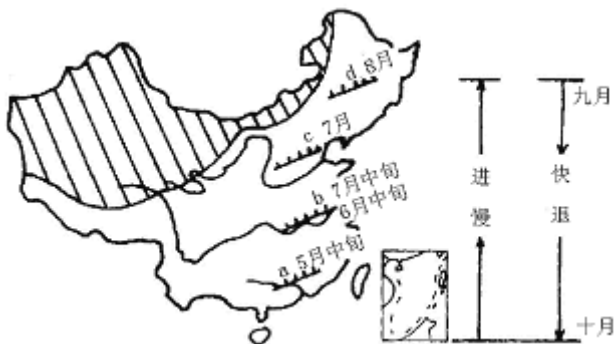 d 8月
c 7月
b 7月中旬
6月中旬
a 5月中旬
九月
进慢
快退
十月